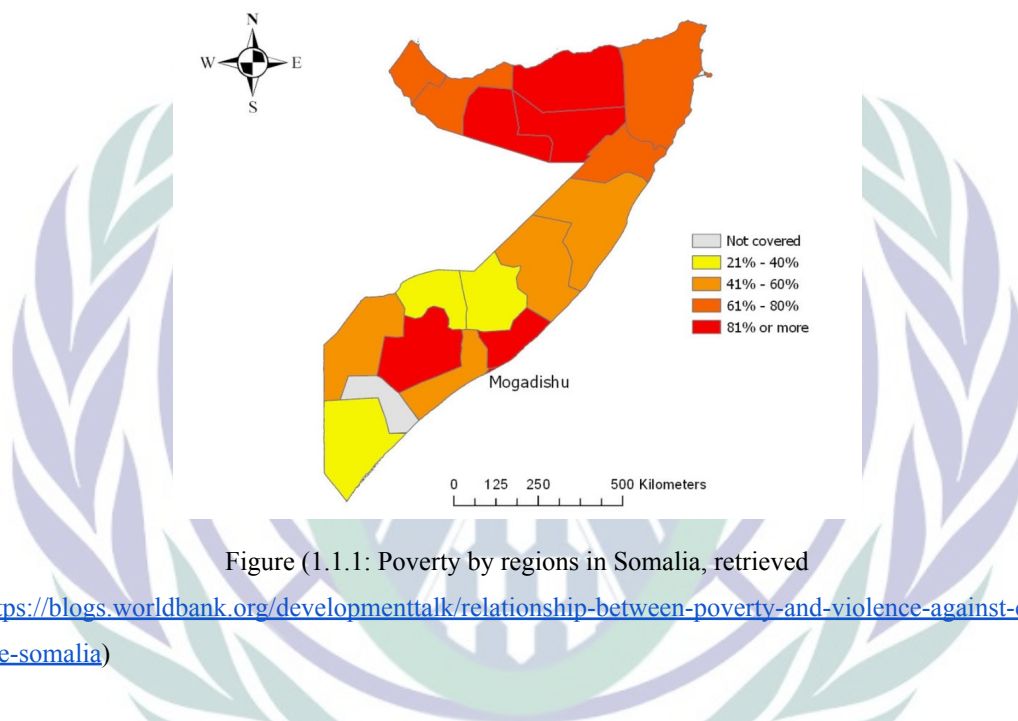 N
W E
S
Not covered
21% - 40%
41% - 60%
61% - 80%
81% or more
Mogadishu
0 125 250 500 Kilometers
Figure (1.1.1: Poverty by regions in Somalia, retrieved
tps://blogs.worldbank.org/developmenttalk/relationship-between-poverty-and-violence-against-
e-somalia)